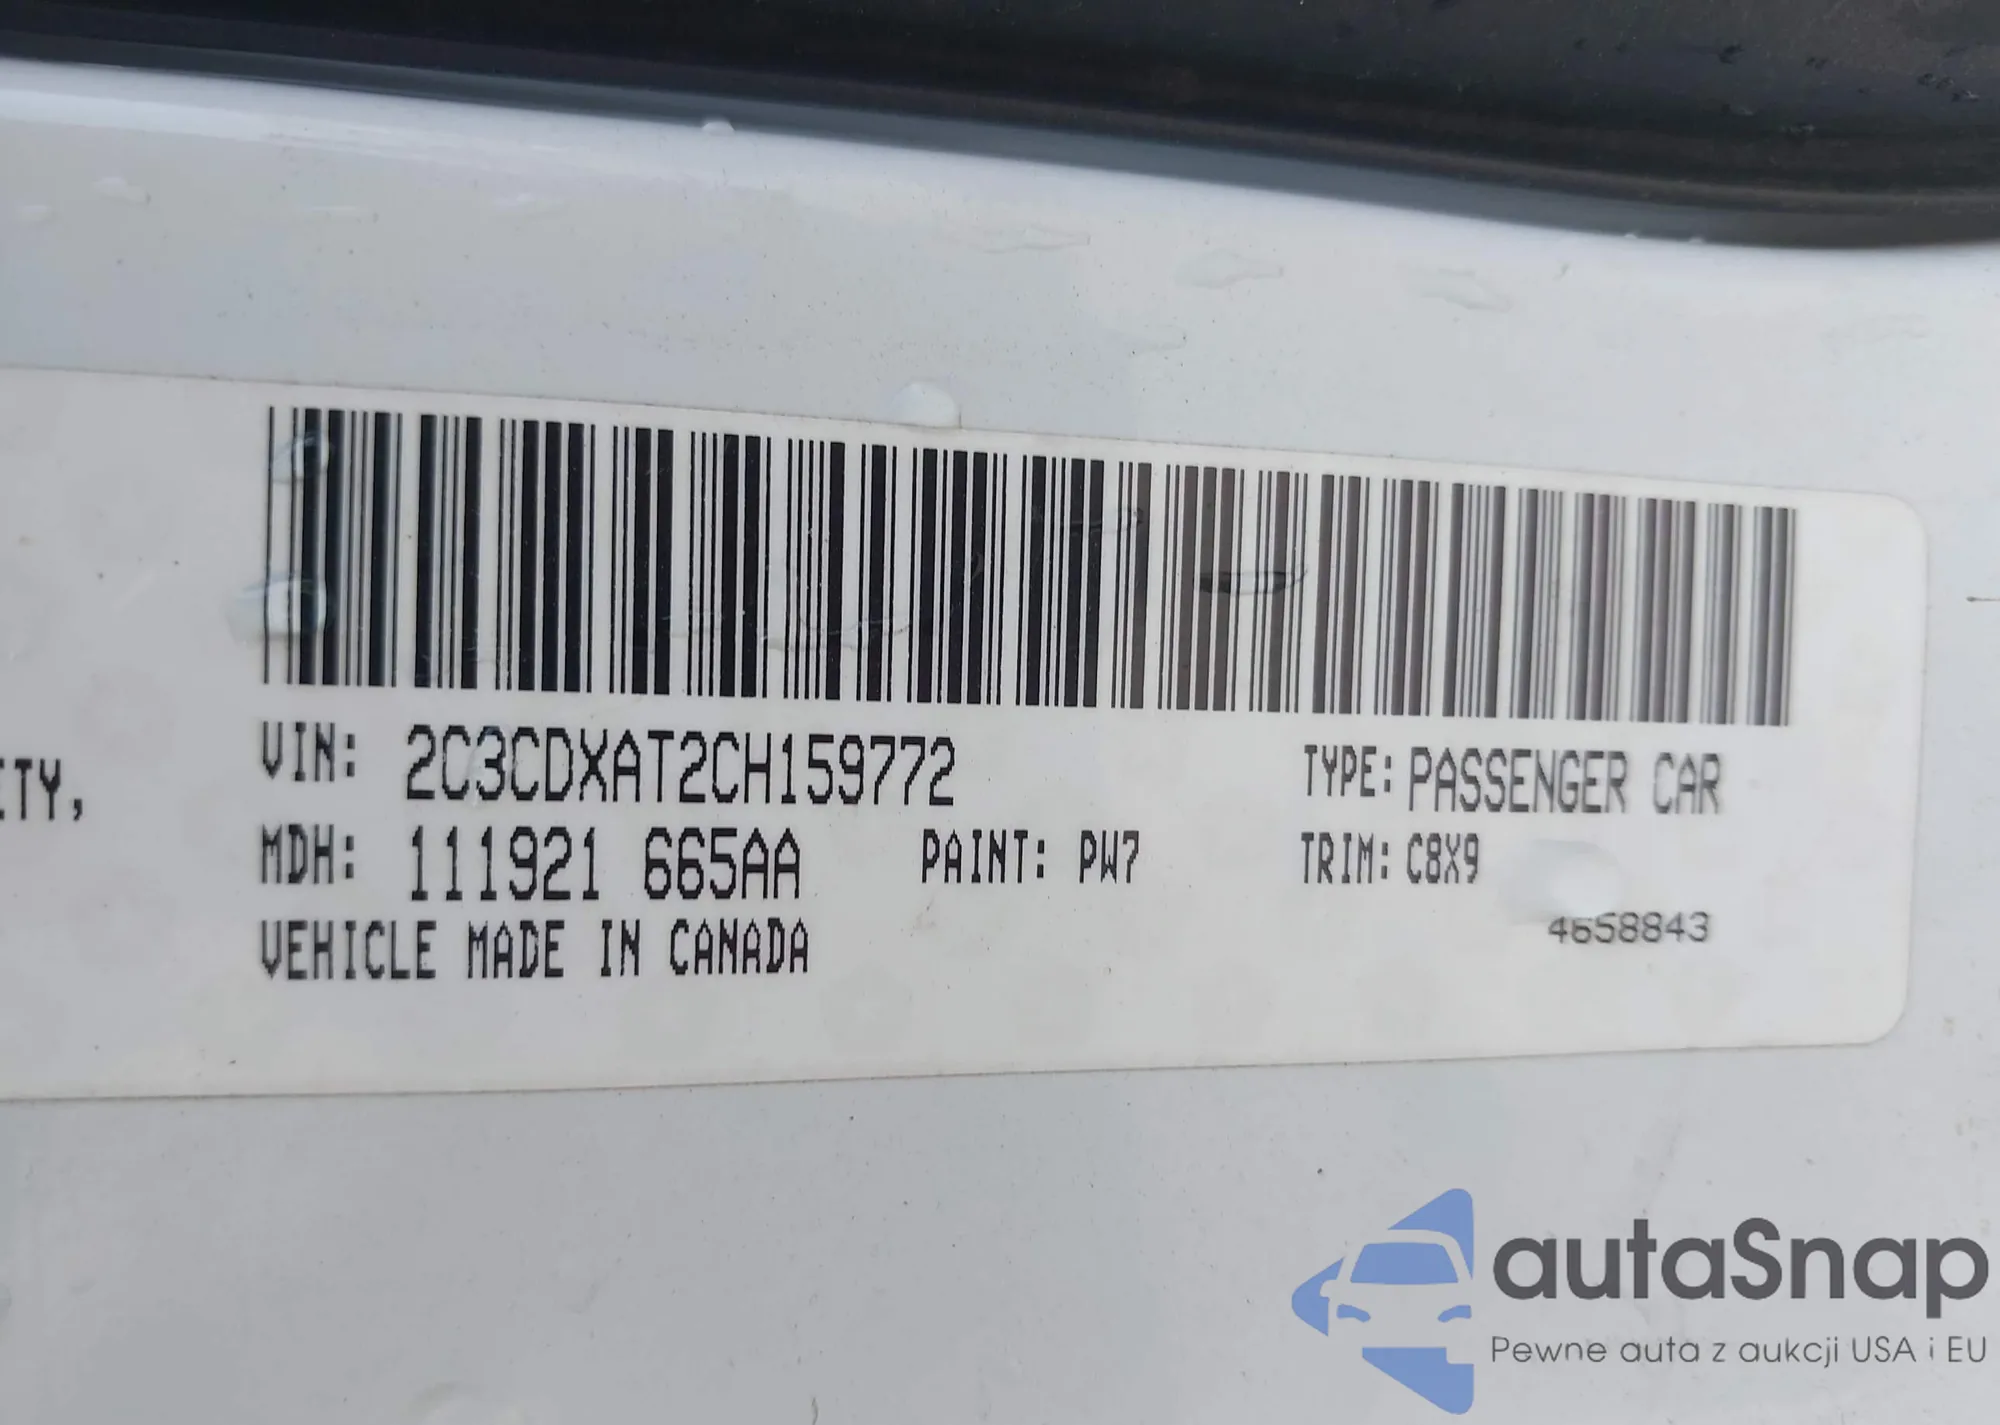 ITY,
VIN: 2C3CDXAT2CH159772
TYPE: PASSENGER CAR
MDH: 111921 665AA
PAINT: PW7
TRIM: C8X9
VEHICLE MADE IN CANADA
4658843
autaSnap
Pewne auta z aukcji USA i EU